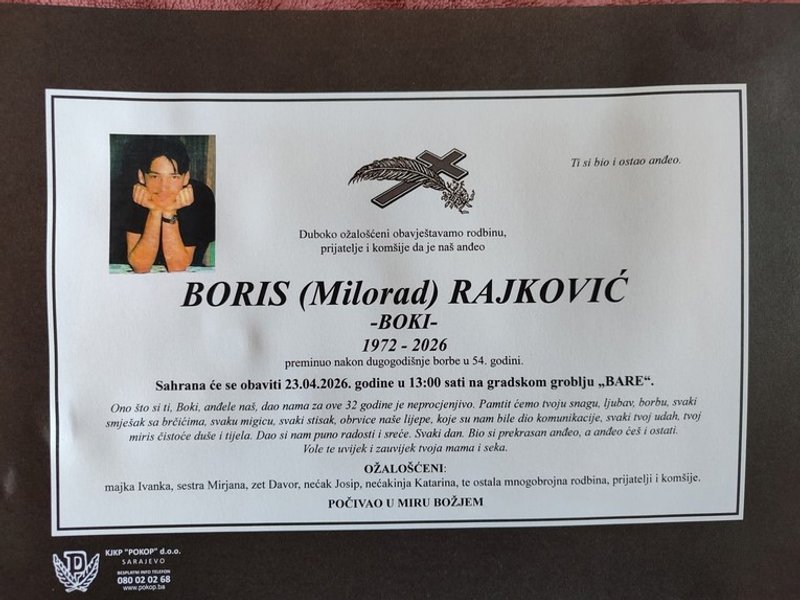 Ti si bio i ostao anđeo.
Duboko ožalošćeni obavještavamo rodbinu,
prijatelje i komšije da je naš anđeo
BORIS (Milorad) RAJKOVIĆ
-BOKI-
1972 - 2026
preminuo nakon dugogodišnje borbe u 54. godini.
Sahrana će se obaviti 23.04.2026. godine u 13:00 sati na gradskom groblju „BARE“.
Ono što si ti, Boki, anđele naš, dao nama za ove 32 godine je neprocjenjivo. Pamtit ćemo tvoju snagu, ljubav, borbu, svaki
smješak sa brčićima, svaku migicu, svaki stisak, obrvice naše lijepe, koje su nam bile dio komunikacije, svaki tvoj udah, tvoj
miris čistoće duše i tijela. Dao si nam puno radosti i sreće. Svaki dan. Bio si prekrasan anđeo, a anđeo ćeš i ostati.
Vole te uvijek i zauvijek tvoja mama i seka.
OŽALOŠĆENI:
majka Ivanka, sestra Mirjana, zet Davor, nećak Josip, nećakinja Katarina, te ostala mnogobrojna rodbina, prijatelji i komšije.
POČIVAO U MIRU BOŽJEM
P
KJKP "POKOP" d.o.o.
SARAJEVO
BESPLATNI INFO TELEFON
080 02 02 68
www.pokop.ba